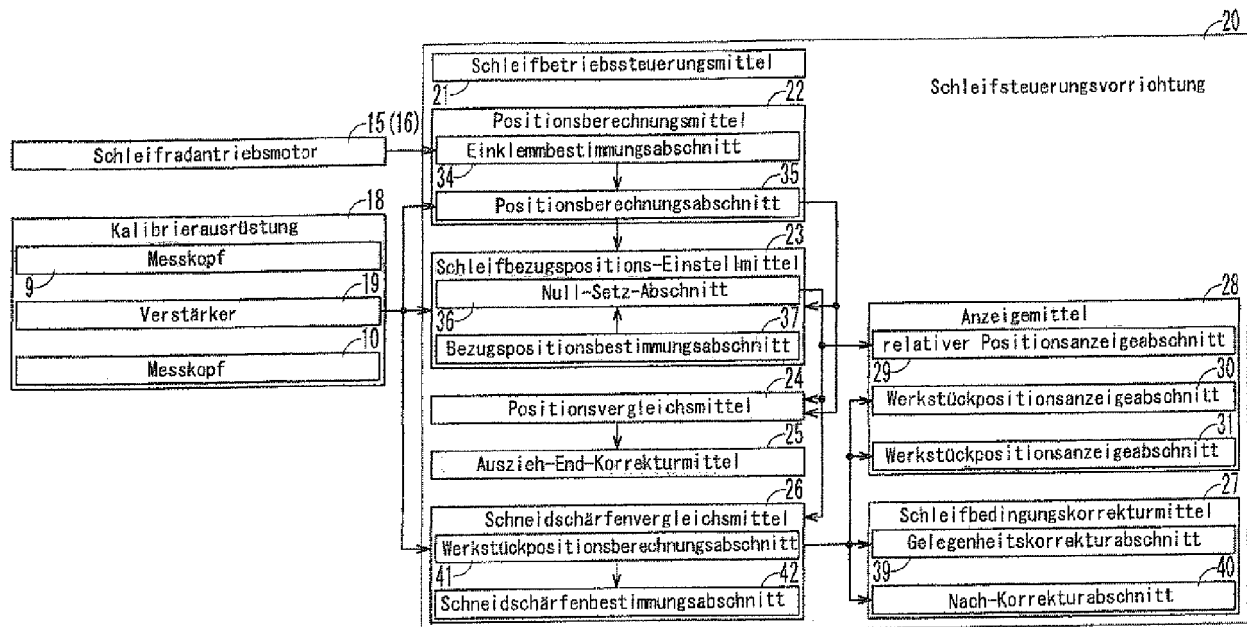 20
Schleifsteuerungsvorrichtung
Schleifbetriebssteuerungsmittel
21
22
Positionsberechnungsmittel
15(16)
Schleifradantriebsmotor
Einklemmbestimmungsabschnitt
34
35
Positionsberechnungsabschnitt
18
Kalibrierausrüstung
Messkopf
9
19
Verstärker
10
Messkopf
23
Schleifbezugspositions-Einstellmittel
Null-Setz-Abschnitt
36
37
Bezugspositionsbestimmungsabschnitt
24
Positionsvergleichsmittel
25
Auszieh-End-Korrekturmittel
26
Schneidschärfenvergleichsmittel
Werkstückpositionsberechnungsabschnitt
41
42
Schneidschärfenbestimmungsabschnitt
28
Anzeigemittel
relativer Positionsanzeigeabschnitt
29
30
Werkstückpositionsanzeigeabschnitt
31
Werkstückpositionsanzeigeabschnitt
27
Schleifbedingungskorrekturmittel
Gelegenheitskorrekturabschnitt
39
40
Nach-Korrekturabschnitt